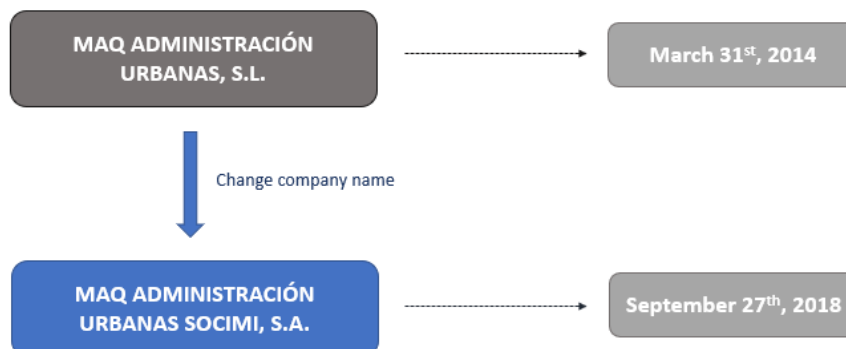 MAQ ADMINISTRACIÓN
URBANAS, S.L.
March 31st, 2014
Change company name
MAQ ADMINISTRACIÓN
URBANAS SOCIMI, S.A.
September 27th, 2018